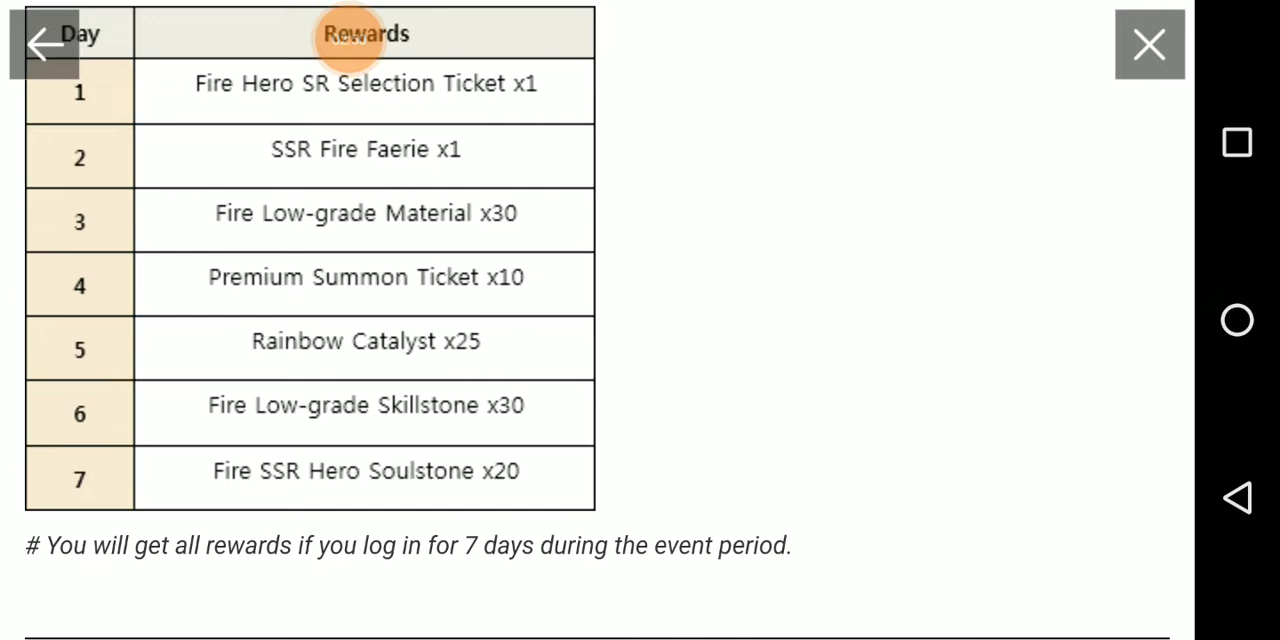 Day Rewards
1 Fire Hero SR Selection Ticket x1
2 SSR Fire Faerie x1
3 Fire Low-grade Material x30
4 Premium Summon Ticket x10
5 Rainbow Catalyst x25
6 Fire Low-grade Skillstone x30
7 Fire SSR Hero Soulstone x20
# You will get all rewards if you log in for 7 days during the event period.